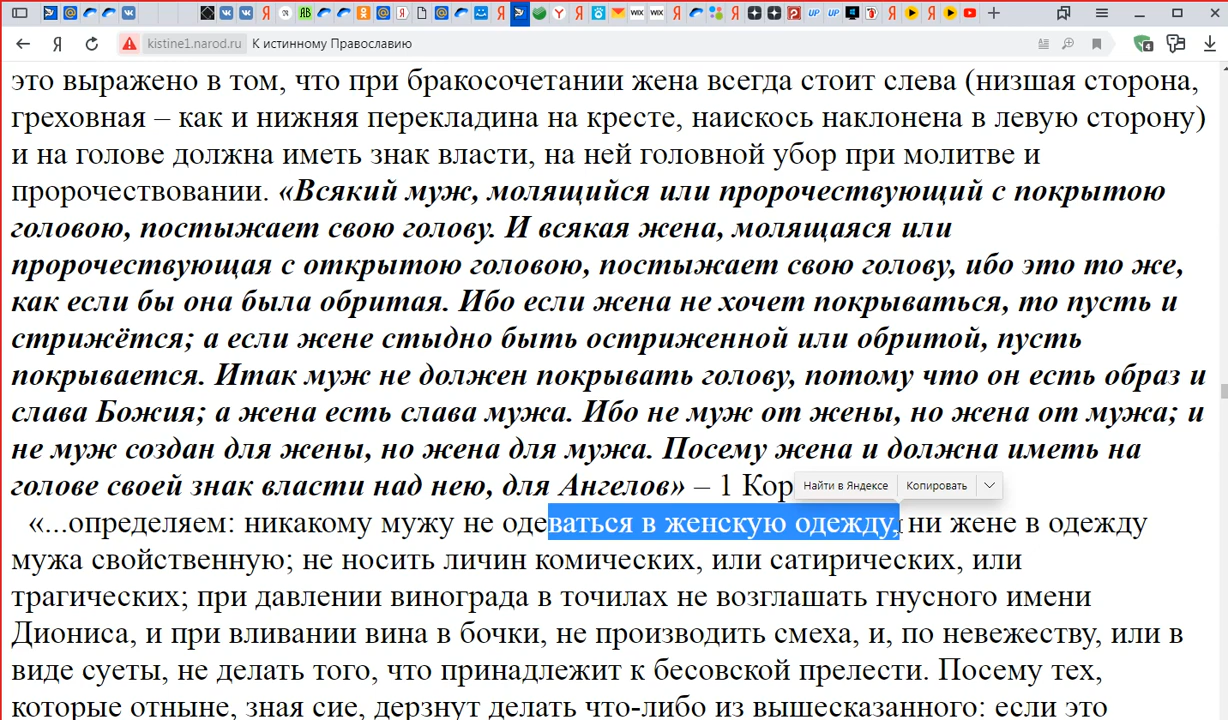 kistine1.narod.ru К истинному Православию
это выражено в том, что при бракосочетании жена всегда стоит слева (низшая сторона,
греховная – как и нижняя перекладина на кресте, наискось наклонена в левую сторону)
и на голове должна иметь знак власти, на ней головной убор при молитве и
пророчествовании. «Всякий муж, молящийся или пророчествующий с покрытою
головою, постыжает свою голову. И всякая жена, молящаяся или
пророчествующая с открытою головою, постыжает свою голову, ибо это то же,
как если бы она была обритая. Ибо если жена не хочет покрываться, то пусть и
стрижётся; а если жене стыдно быть остриженной или обритой, пусть
покрывается. Итак муж не должен покрывать голову, потому что он есть образ и
слава Божия; а жена есть слава мужа. Ибо не муж от жены, но жена от мужа; и
не муж создан для жены, но жена для мужа. Посему жена и должна иметь на
голове своей знак власти над нею, для Ангелов» – 1 Кор
Найти в Яндексе Копировать
«...определяем: никакому мужу не одеваться в женскую одежду, ни жене в одежду
мужа свойственную; не носить личин комических, или сатирических, или
трагических; при давлении винограда в точилах не возглашать гнусного имени
Диониса, и при вливании вина в бочки, не производить смеха, и, по невежеству, или в
виде суеты, не делать того, что принадлежит к бесовской прелести. Посему тех,
которые отныне, зная сие, дерзнут делать что-либо из вышесказанного: если это